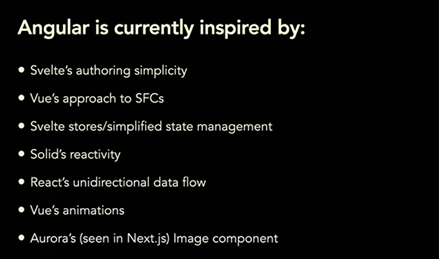 Angular is currently inspired by:
• Svelte's authoring simplicity
• Vue's approach to SFCs
• Svelte stores/simplified state management
• Solid's reactivity
• React's unidirectional data flow
• Vue's animations
• Aurora's (seen in Next.js) Image component